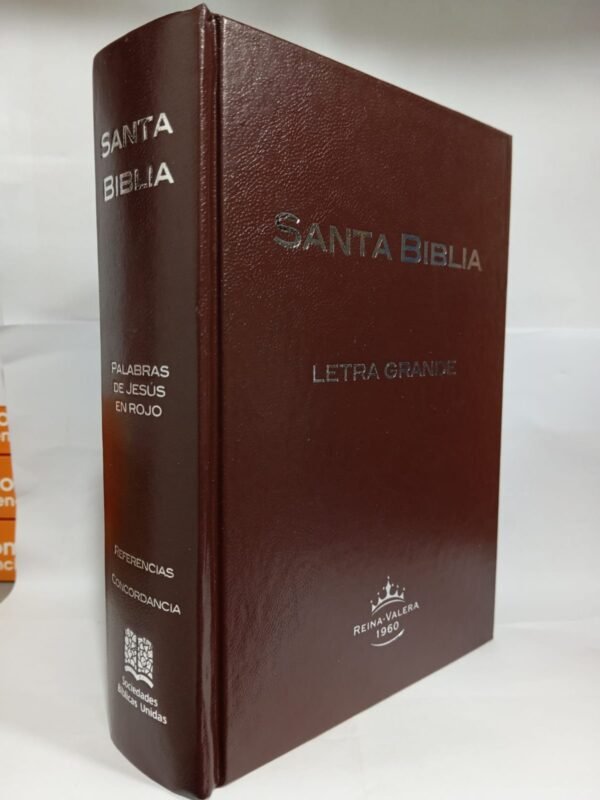 SANTA
BIBLIA
PALABRAS
DE JESÚS
EN ROJO
REFERENCIAS
CONCORDANCIA
Sociedades
Bíblicas Unidas
SANTA BIBLIA
LETRA GRANDE
REINA-VALERA
1960